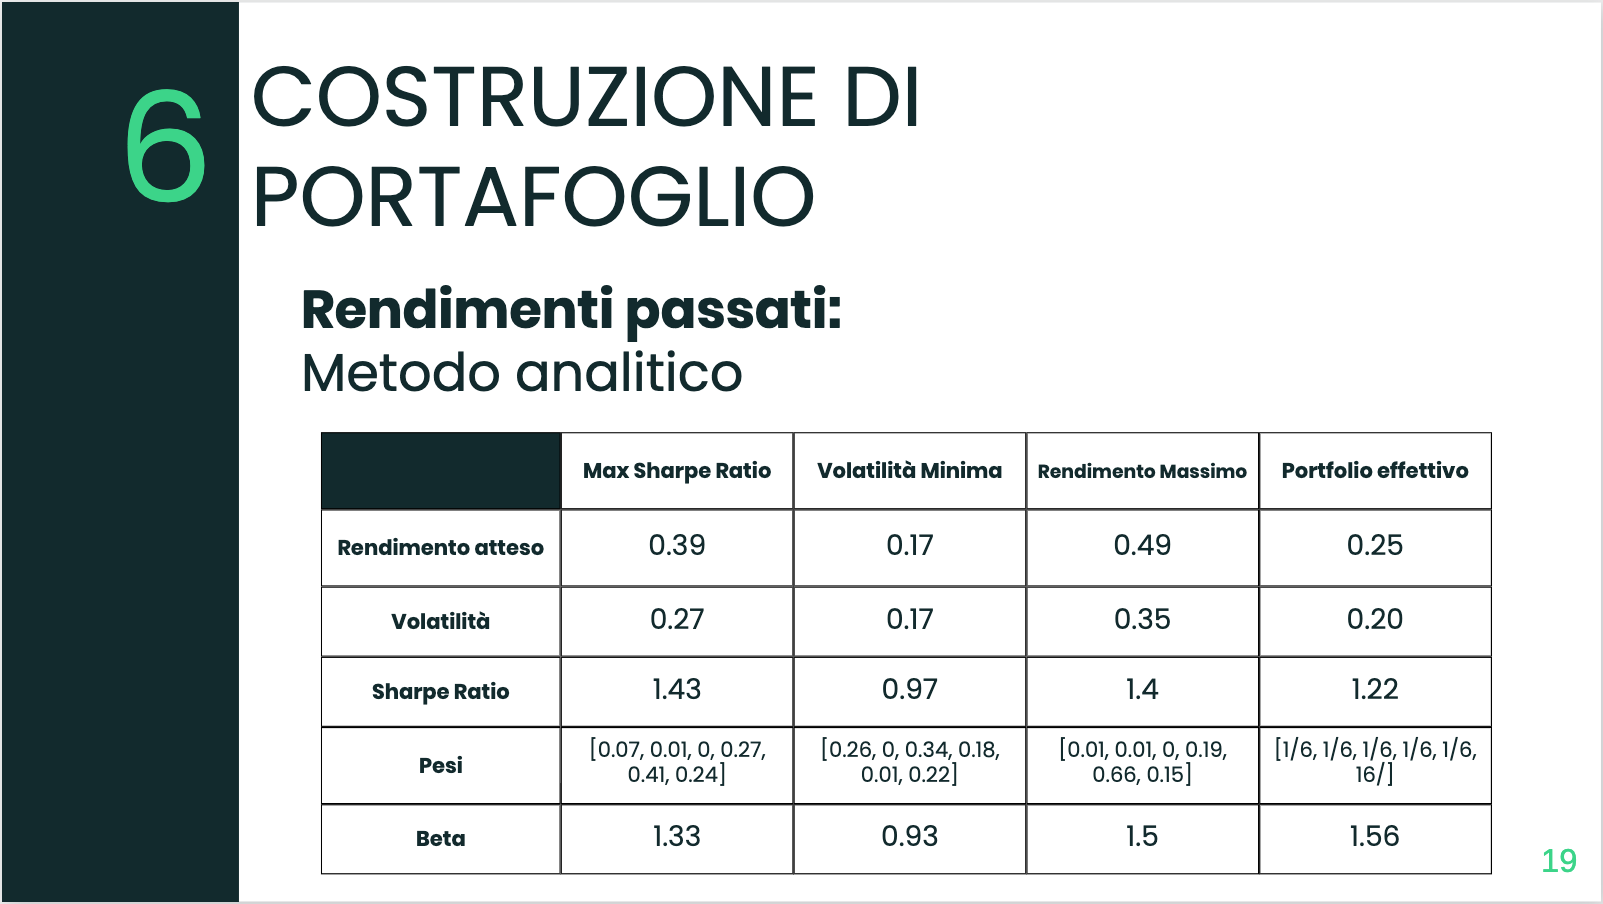 6
COSTRUZIONE DI
PORTAFOGLIO
Rendimenti passati:
Metodo analitico
Max Sharpe Ratio Volatilità Minima Rendimento Massimo Portfolio effettivo
Rendimento atteso 0.39 0.17 0.49 0.25
Volatilità 0.27 0.17 0.35 0.20
Sharpe Ratio 1.43 0.97 1.4 1.22
Pesi [0.07, 0.01, 0, 0.27, 0.41, 0.24] [0.26, 0, 0.34, 0.18, 0.01, 0.22] [0.01, 0.01, 0, 0.19, 0.66, 0.15] [1/6, 1/6, 1/6, 1/6, 1/6, 16/]
Beta 1.33 0.93 1.5 1.56
19